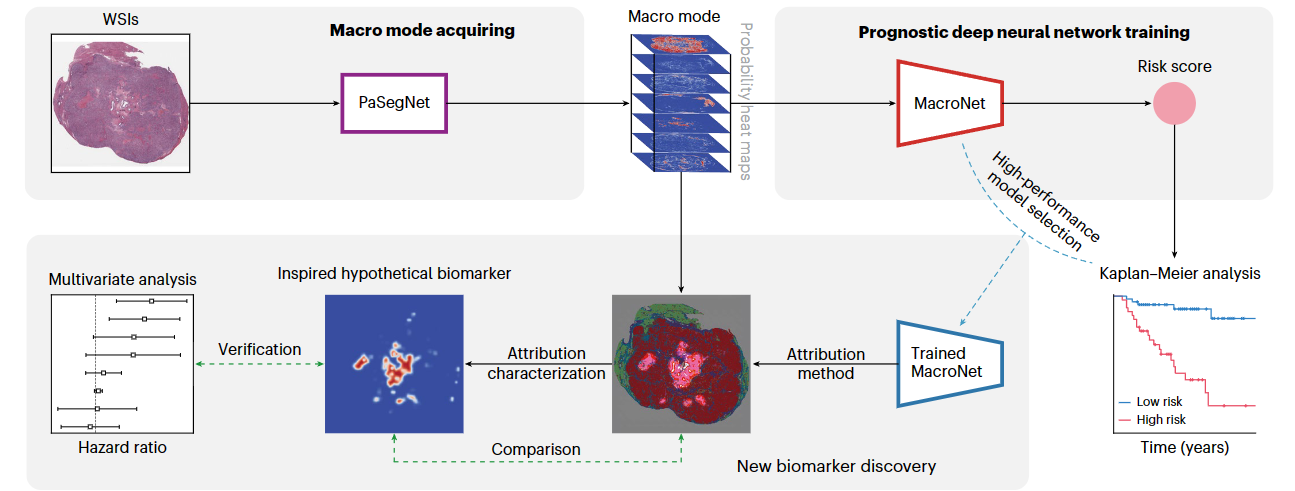 WSIs
Macro mode acquiring
PaSegNet
Macro mode
Probability heat maps
Prognostic deep neural network training
MacroNet
Risk score
High-performance
model selection
Kaplan–Meier analysis
Low risk
High risk
Time (years)
Multivariate analysis
Hazard ratio
Verification
Inspired hypothetical biomarker
Attribution
characterization
Comparison
Attribution
method
Trained
MacroNet
New biomarker discovery